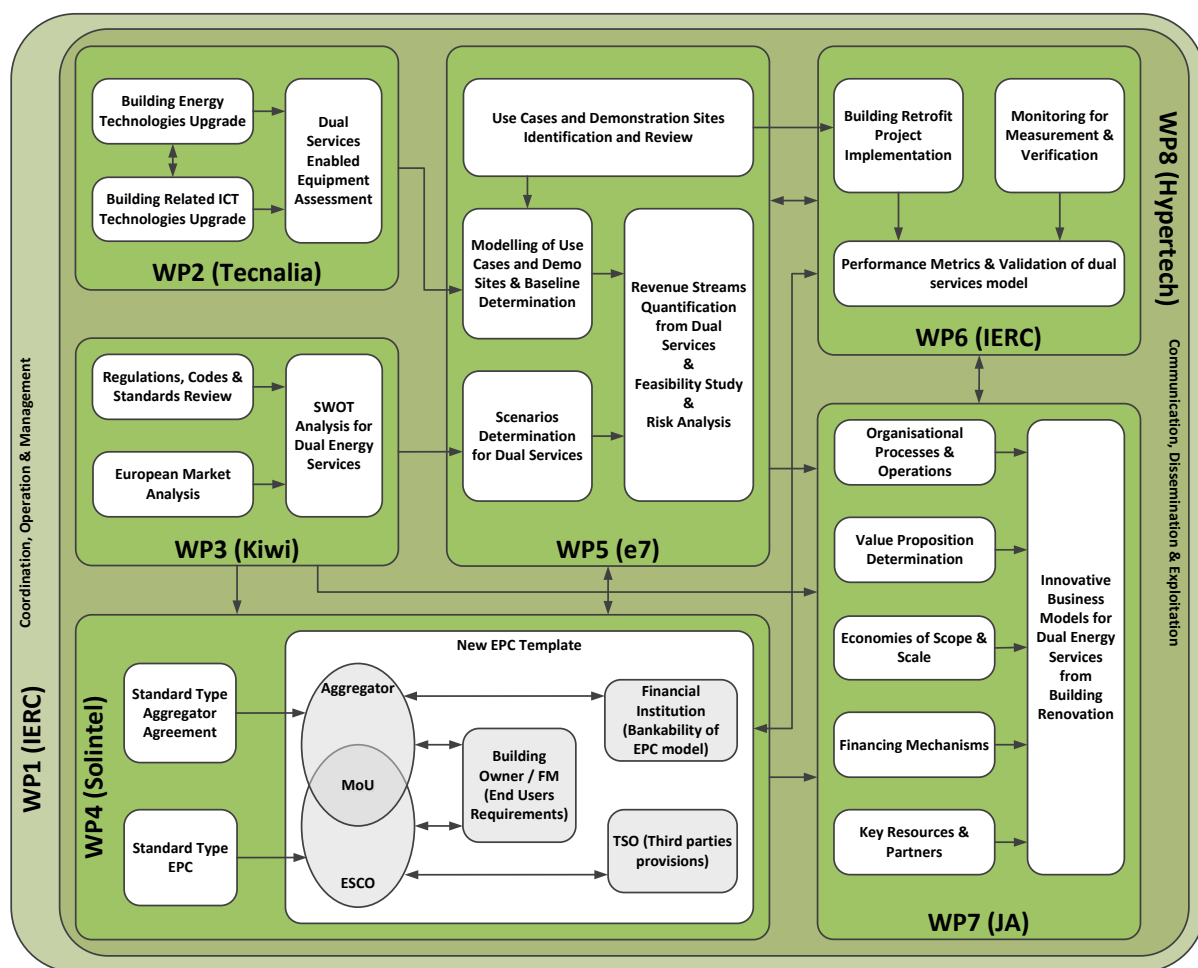 Building Energy
Technologies Upgrade
Building Related ICT
Technologies Upgrade
Dual
Services
Enabled
Equipment
Assessment
WP2 (Tecnalia)
Regulations, Codes &
Standards Review
European Market
Analysis
SWOT
Analysis for
Dual Energy
Services
WP3 (Kiwi)
Use Cases and Demonstration Sites
Identification and Review
Modelling of Use
Cases and Demo
Sites & Baseline
Determination
Scenarios
Determination
for Dual Services
Revenue Streams
Quantification
from Dual
Services
&
Feasibility Study
&
Risk Analysis
WP5 (e7)
Building Retrofit
Project
Implementation
Monitoring for
Measurement &
Verification
Performance Metrics & Validation of dual
services model
WP6 (IERC)
Organisational
Processes &
Operations
Value Proposition
Determination
Economies of Scope &
Scale
Financing Mechanisms
Key Resources &
Partners
Innovative
Business
Models for
Dual Energy
Services
from
Building
Renovation
WP7 (JA)
WP4 (Solintel)
Standard Type
Aggregator
Agreement
Standard Type
EPC
New EPC Template
Aggregator
MoU
ESCO
Building
Owner / FM
(End Users
Requirements)
Financial
Institution
(Bankability of
EPC model)
TSO (Third parties
provisions)
WP1 (IERC)
Coordination, Operation & Management
WP8 (Hypertech)
Communication, Dissemination & Exploitation